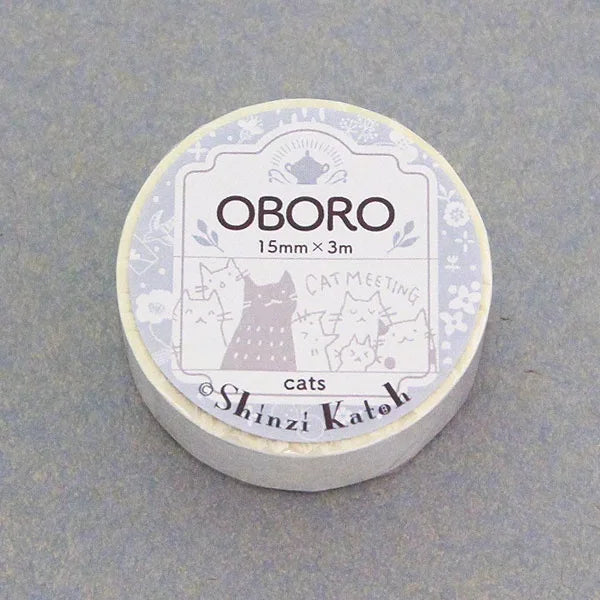 OBORO
15mm×3m
CAT MEETING
cats
©Shinzi Katoh